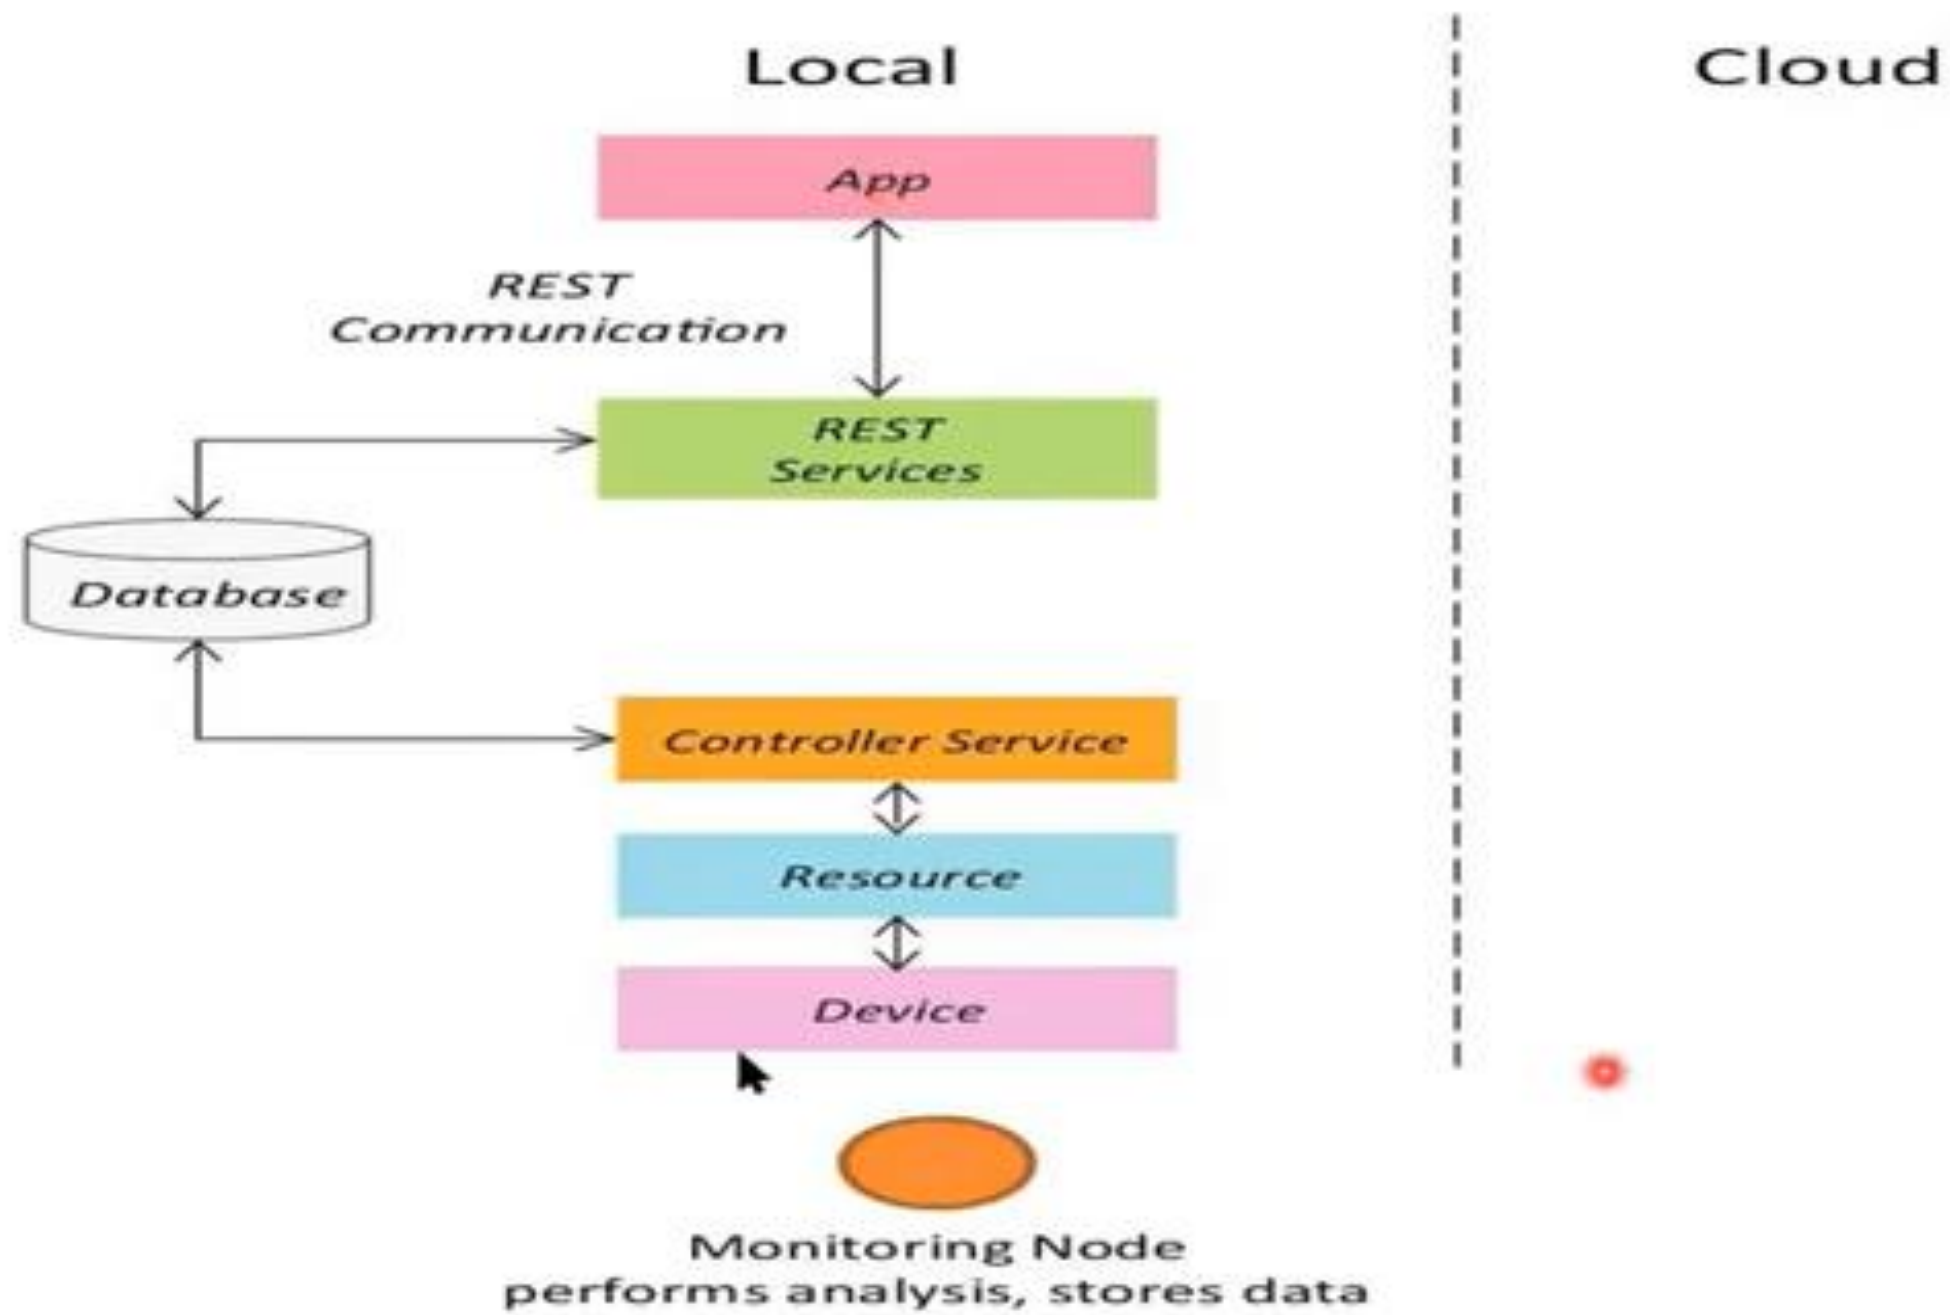 Local
Cloud
App
REST
Communication
REST
Services
Database
Controller Service
Resource
Device
Monitoring Node
performs analysis, stores data